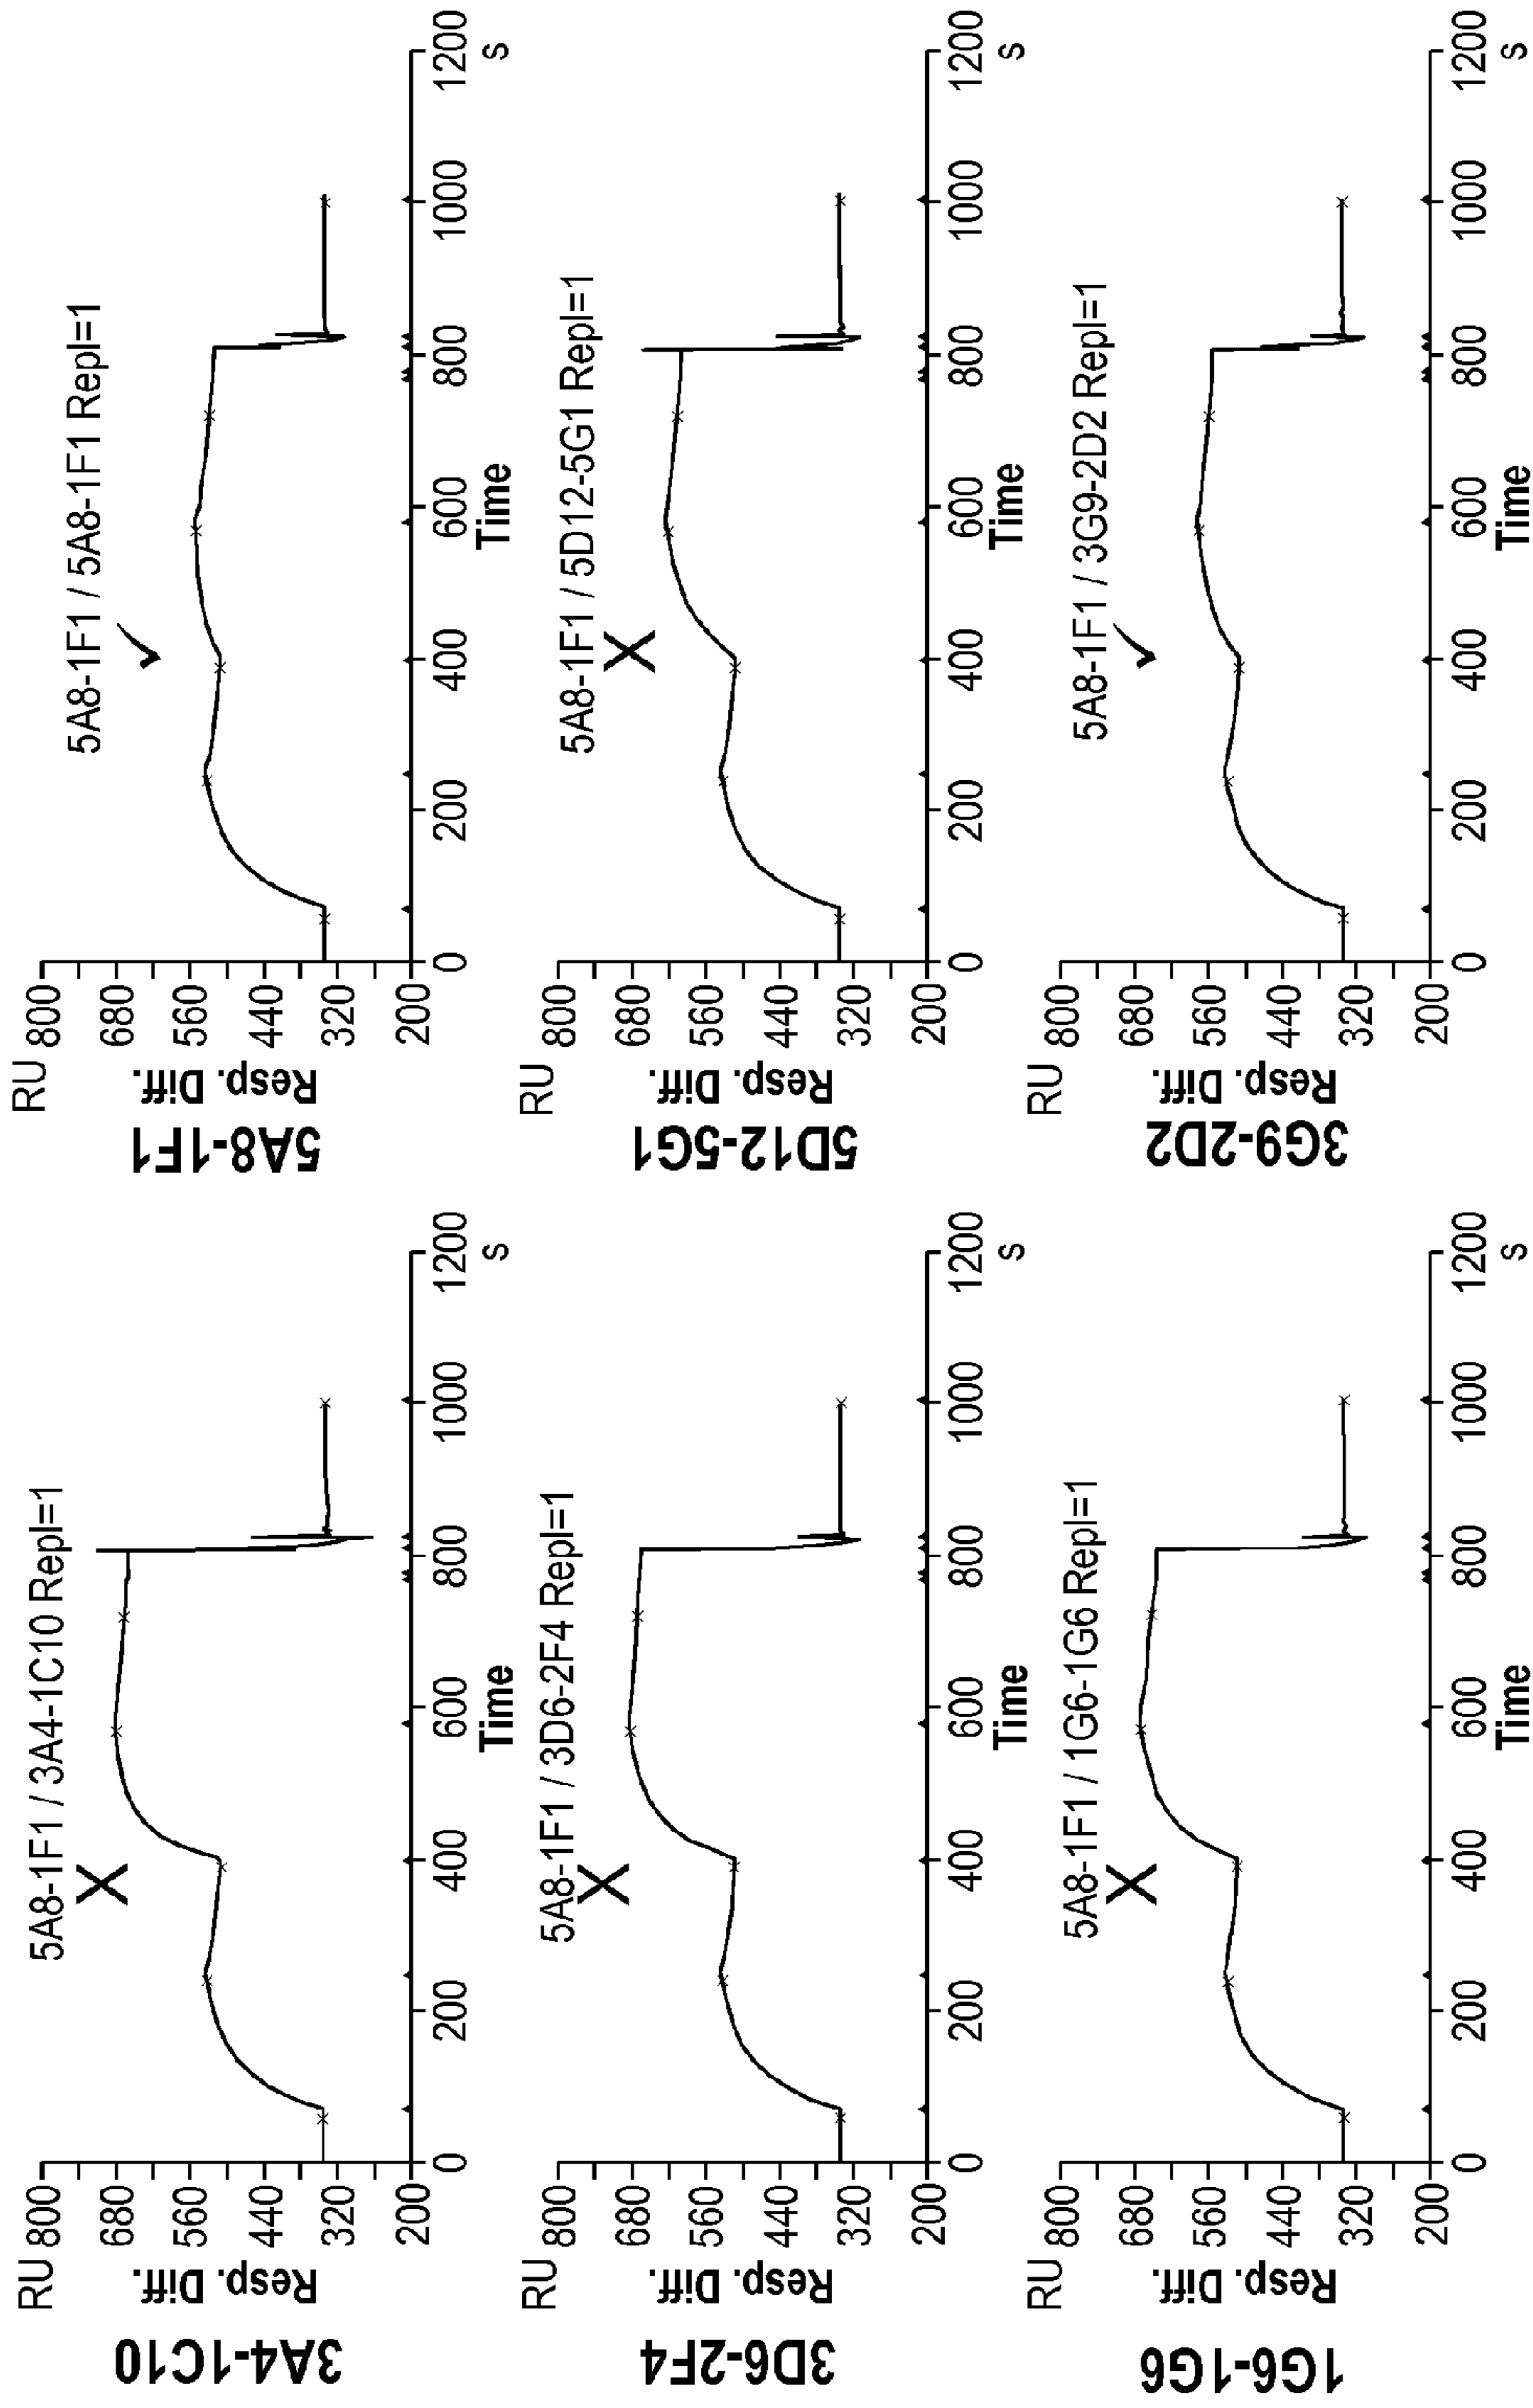 3A4-1C10
Resp. Diff.
RU
5A8-1F1 / 3A4-1C10 Repl=1
X
800
680
560
440
320
200
0 200 400 600 800 1000 1200
Time
s
5A8-1F1
Resp. Diff.
RU
5A8-1F1 / 5A8-1F1 Repl=1
800
680
560
440
320
200
0 200 400 600 800 1000 1200
Time
s
3D6-2F4
Resp. Diff.
RU
5A8-1F1 / 3D6-2F4 Repl=1
X
800
680
560
440
320
200
0 200 400 600 800 1000 1200
Time
s
5D12-5G1
Resp. Diff.
RU
5A8-1F1 / 5D12-5G1 Repl=1
X
800
680
560
440
320
200
0 200 400 600 800 1000 1200
Time
s
1G6-1G6
Resp. Diff.
RU
5A8-1F1 / 1G6-1G6 Repl=1
X
800
680
560
440
320
200
0 200 400 600 800 1000 1200
Time
s
3G9-2D2
Resp. Diff.
RU
5A8-1F1 / 3G9-2D2 Repl=1
800
680
560
440
320
200
0 200 400 600 800 1000 1200
Time
s